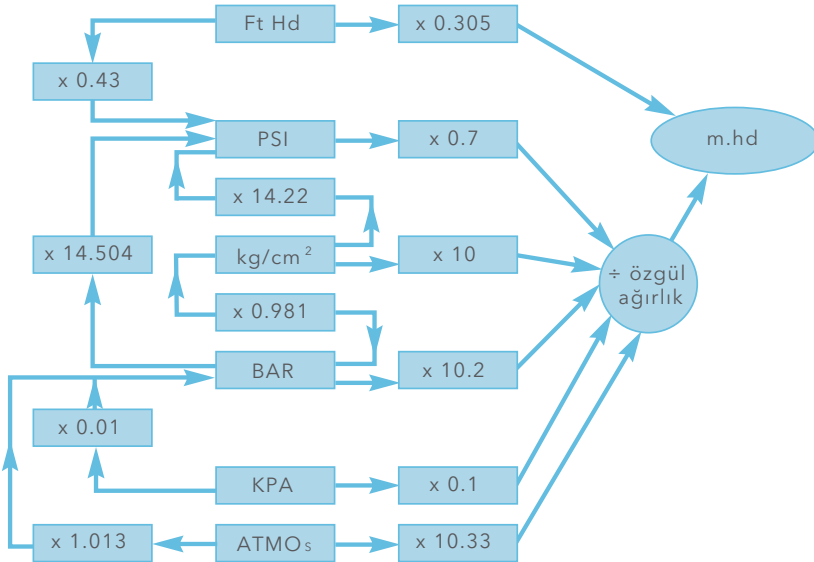 Ft Hd
x 0.305
x 0.43
PSI
x 0.7
m.hd
x 14.22
x 14.504
kg/cm²
x 10
÷ özgül
ağırlık
x 0.981
BAR
x 10.2
x 0.01
KPA
x 0.1
x 1.013
ATMOs
x 10.33